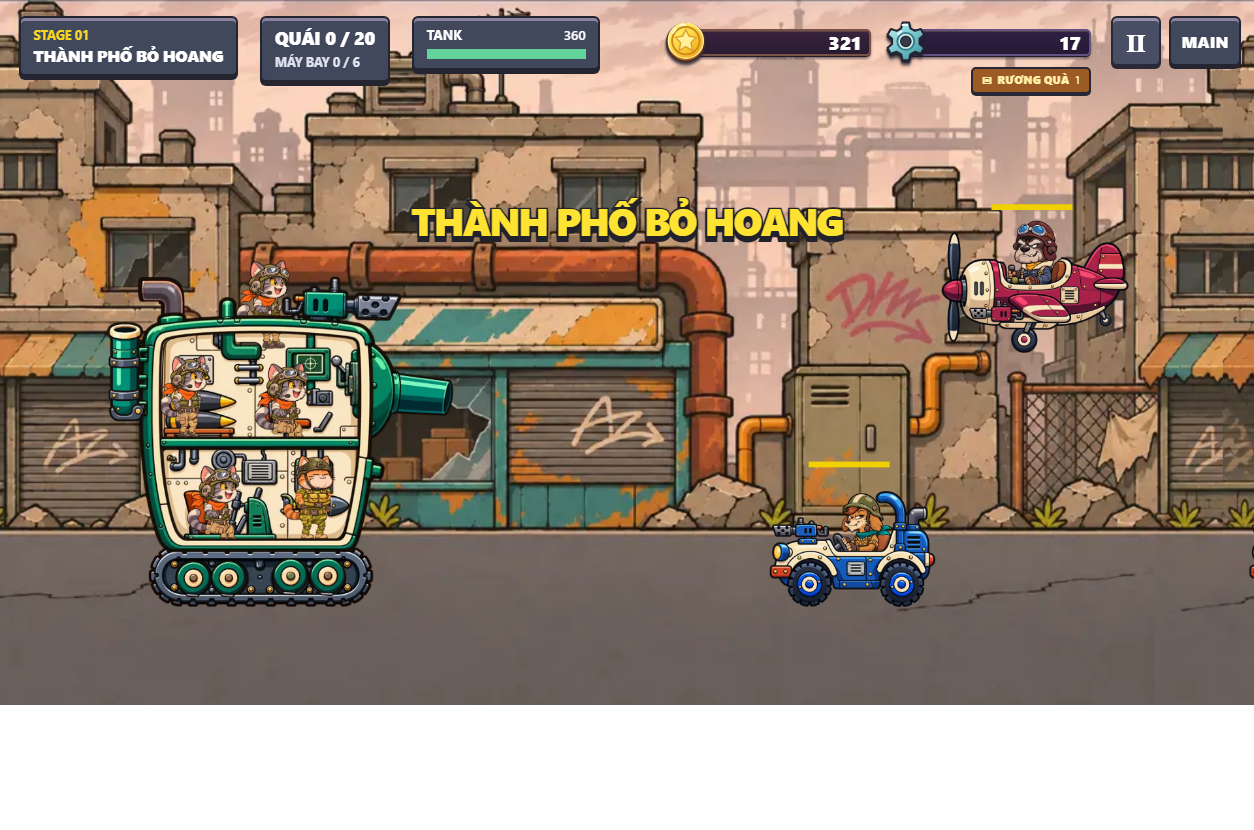 STAGE 01
THÀNH PHỐ BỎ HOANG
QUÁI 0 / 20
MÁY BAY 0 / 6
TANK 360
321
17
II
MAIN
RƯƠNG QUÀ 1
THÀNH PHỐ BỎ HOANG